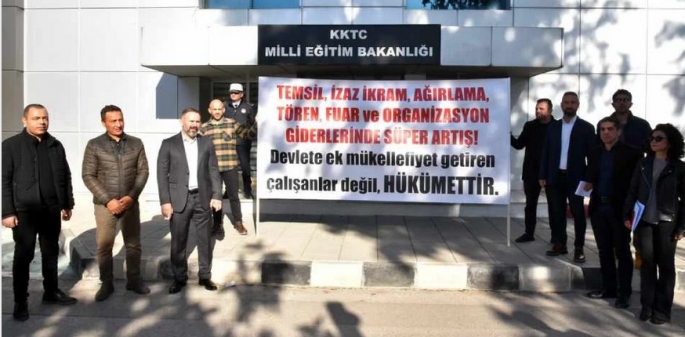 KKTC
MİLLİ EĞİTİM BAKANLIĞI
TEMSİL, İZAZ İKRAM, AĞIRLAMA,
TÖREN, FUAR ve ORGANİZASYON
GİDERLERİNDE SÜPER ARTIŞ!
Devlete ek mükellefiyet getiren
çalışanlar değil, HÜKÜMETTİR.